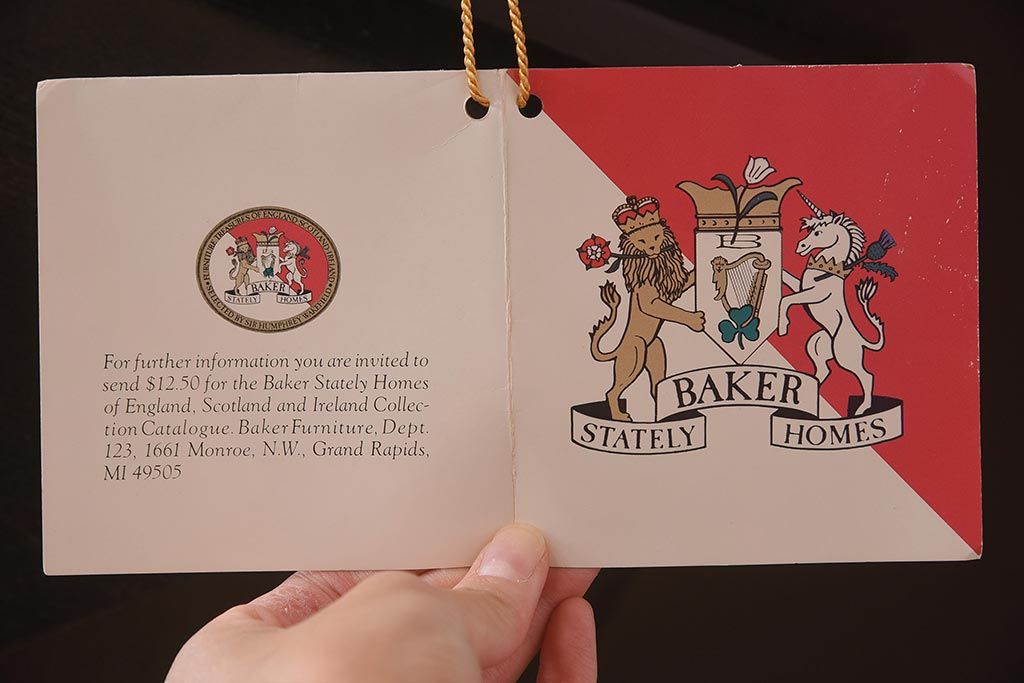 FURNITURE TREASURES OF ENGLAND SCOTLAND IRELAND
SELECTED BY SIR HUMPHREY WAKEFIELD
BAKER
STATELY HOMES
For further information you are invited to
send $12.50 for the Baker Stately Homes
of England, Scotland and Ireland Collec-
tion Catalogue. Baker Furniture, Dept.
123, 1661 Monroe, N.W., Grand Rapids,
MI 49505
B
BAKER
STATELY HOMES